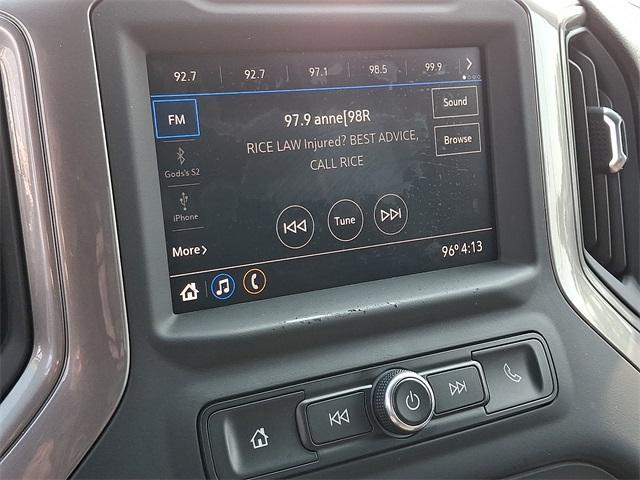 92.7 92.7 97.1 98.5 99.9
FM
97.9 anne[98R
Sound
RICE LAW Injured? BEST ADVICE,
CALL RICE
Browse
Gods's S2
iPhone
Tune
More
96° 4:13